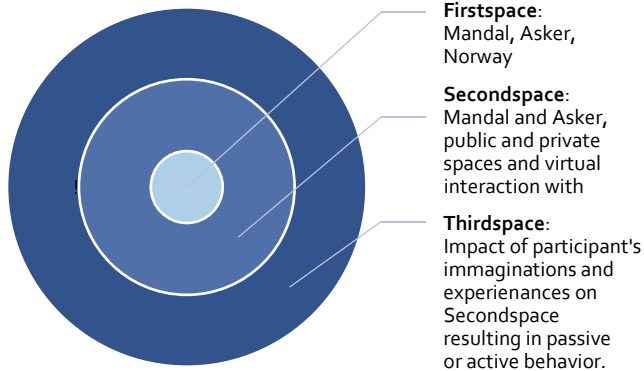 Firstspace:
Mandal, Asker,
Norway
Secondspace:
Mandal and Asker,
public and private
spaces and virtual
interaction with
!
Thirdspace:
Impact of participant's
immaginations and
experienances on
Secondspace
resulting in passive
or active behavior.